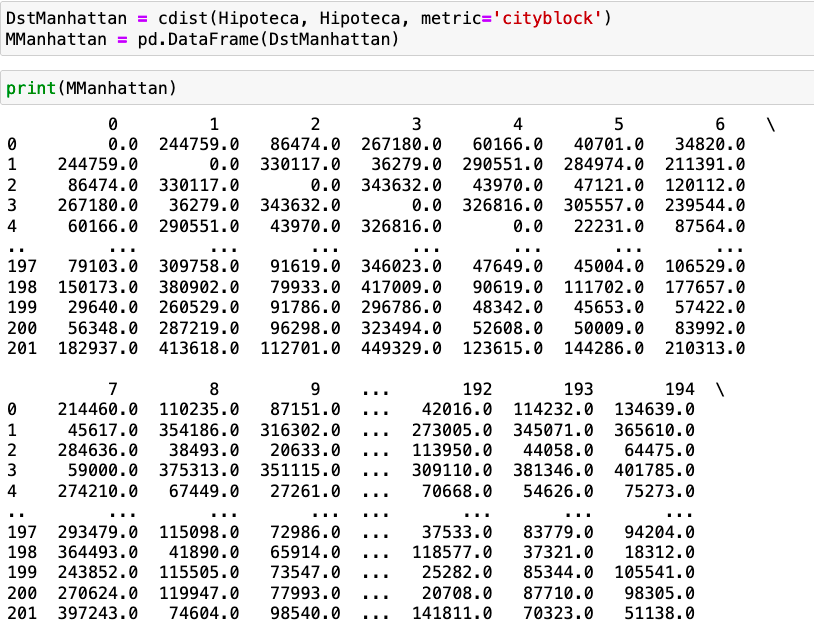 DstManhattan = cdist(Hipoteca, Hipoteca, metric='cityblock')
MManhattan = pd.DataFrame(DstManhattan)
print(MManhattan)
0 1 2 3 4 5 6 \
0 0.0 244759.0 86474.0 267180.0 60166.0 40701.0 34820.0
1 244759.0 0.0 330117.0 36279.0 290551.0 284974.0 211391.0
2 86474.0 330117.0 0.0 343632.0 43970.0 47121.0 120112.0
3 267180.0 36279.0 343632.0 0.0 326816.0 305557.0 239544.0
4 60166.0 290551.0 43970.0 326816.0 0.0 22231.0 87564.0
.. ... ... ... ... ... ... ...
197 79103.0 309758.0 91619.0 346023.0 47649.0 45004.0 106529.0
198 150173.0 380902.0 79933.0 417009.0 90619.0 111702.0 177657.0
199 29640.0 260529.0 91786.0 296786.0 48342.0 45653.0 57422.0
200 56348.0 287219.0 96298.0 323494.0 52608.0 50009.0 83992.0
201 182937.0 413618.0 112701.0 449329.0 123615.0 144286.0 210313.0
7 8 9 ... 192 193 194 \
0 214460.0 110235.0 87151.0 ... 42016.0 114232.0 134639.0
1 45617.0 354186.0 316302.0 ... 273005.0 345071.0 365610.0
2 284636.0 38493.0 20633.0 ... 113950.0 44058.0 64475.0
3 59000.0 375313.0 351115.0 ... 309110.0 381346.0 401785.0
4 274210.0 67449.0 27261.0 ... 70668.0 54626.0 75273.0
.. ... ... ... ... ... ... ...
197 293479.0 115098.0 72986.0 ... 37533.0 83779.0 94204.0
198 364493.0 41890.0 65914.0 ... 118577.0 37321.0 18312.0
199 243852.0 115505.0 73547.0 ... 25282.0 85344.0 105541.0
200 270624.0 119947.0 77993.0 ... 20708.0 87710.0 98305.0
201 397243.0 74604.0 98540.0 ... 141811.0 70323.0 51138.0